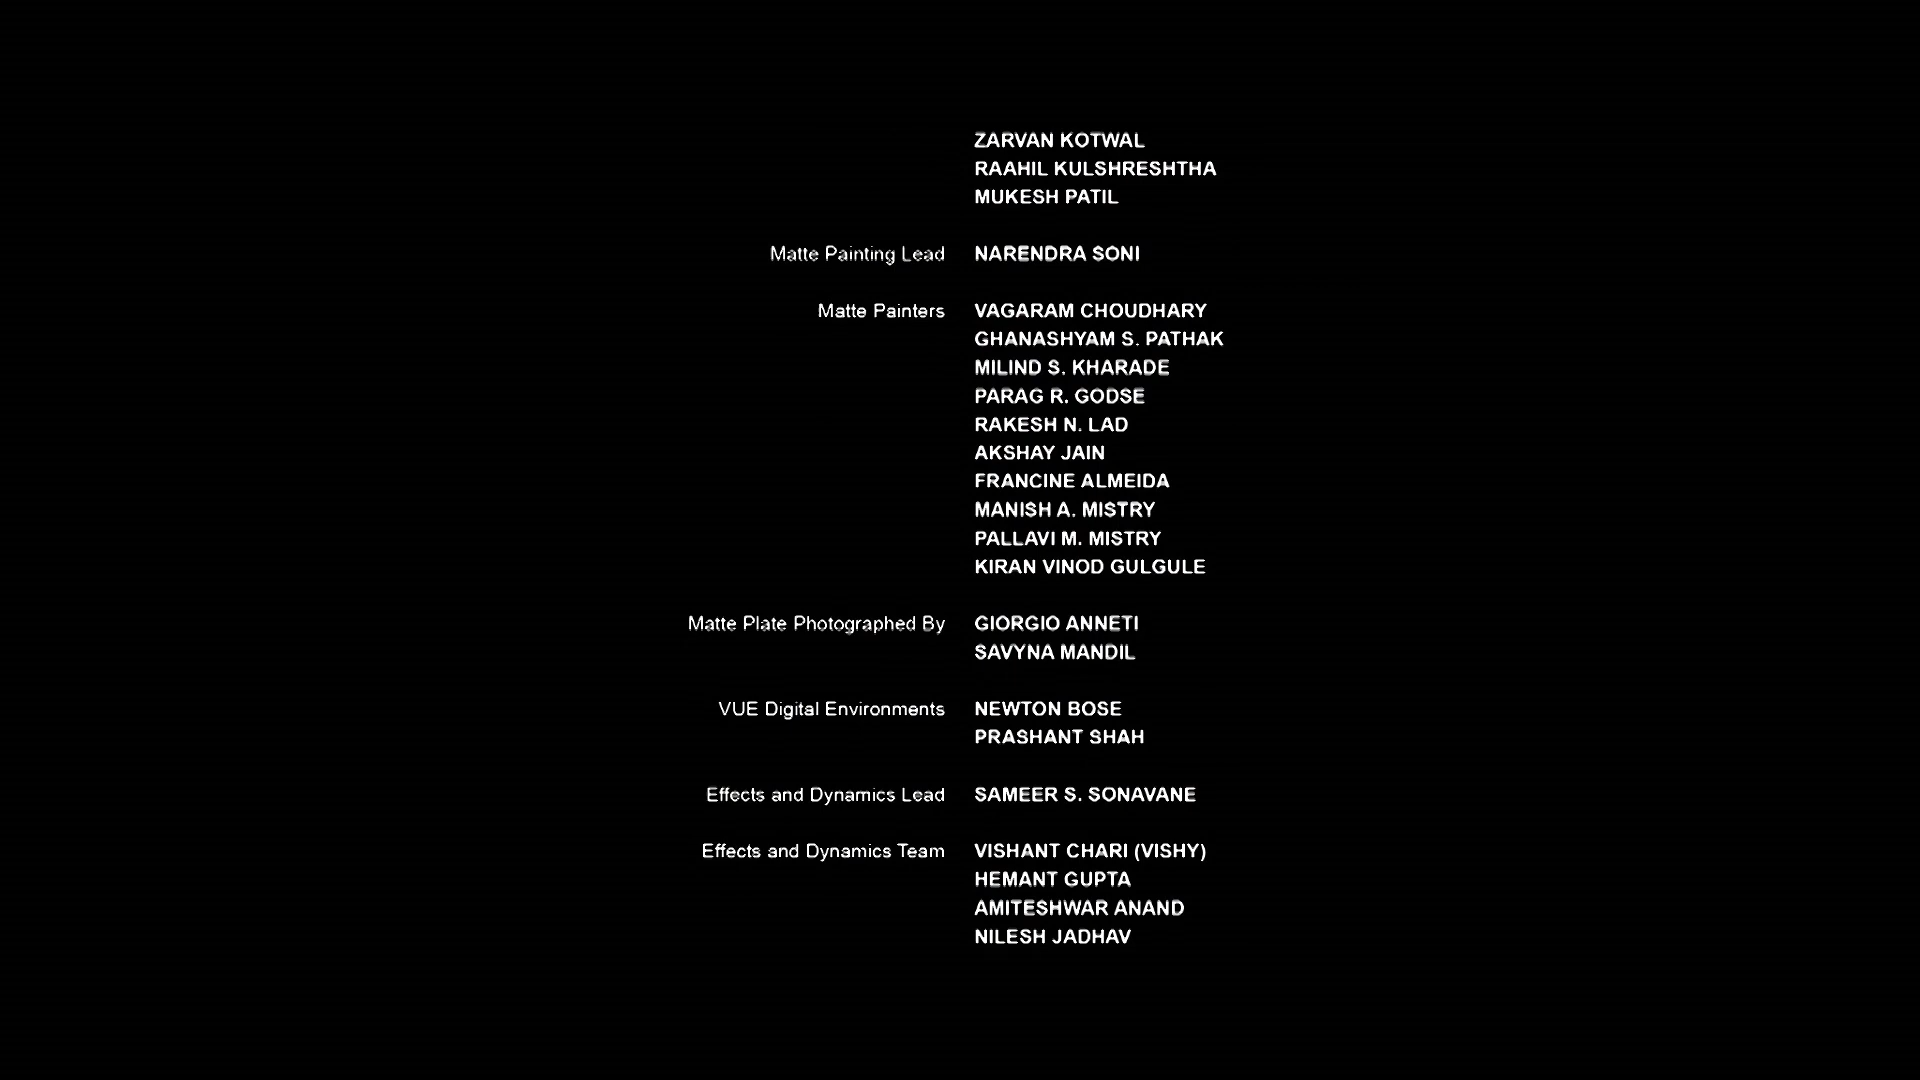 ZARVAN KOTWAL
RAAHIL KULSHRESHTHA
MUKESH PATIL
Matte Painting Lead NARENDRA SONI
Matte Painters VAGARAM CHOUDHARY
GHANASHYAM S. PATHAK
MILIND S. KHARADE
PARAG R. GODSE
RAKESH N. LAD
AKSHAY JAIN
FRANCINE ALMEIDA
MANISH A. MISTRY
PALLAVI M. MISTRY
KIRAN VINOD GULGULE
Matte Plate Photographed By GIORGIO ANNETI
SAVYNA MANDIL
VUE Digital Environments NEWTON BOSE
PRASHANT SHAH
Effects and Dynamics Lead SAMEER S. SONAVANE
Effects and Dynamics Team VISHANT CHARI (VISHY)
HEMANT GUPTA
AMITESHWAR ANAND
NILESH JADHAV